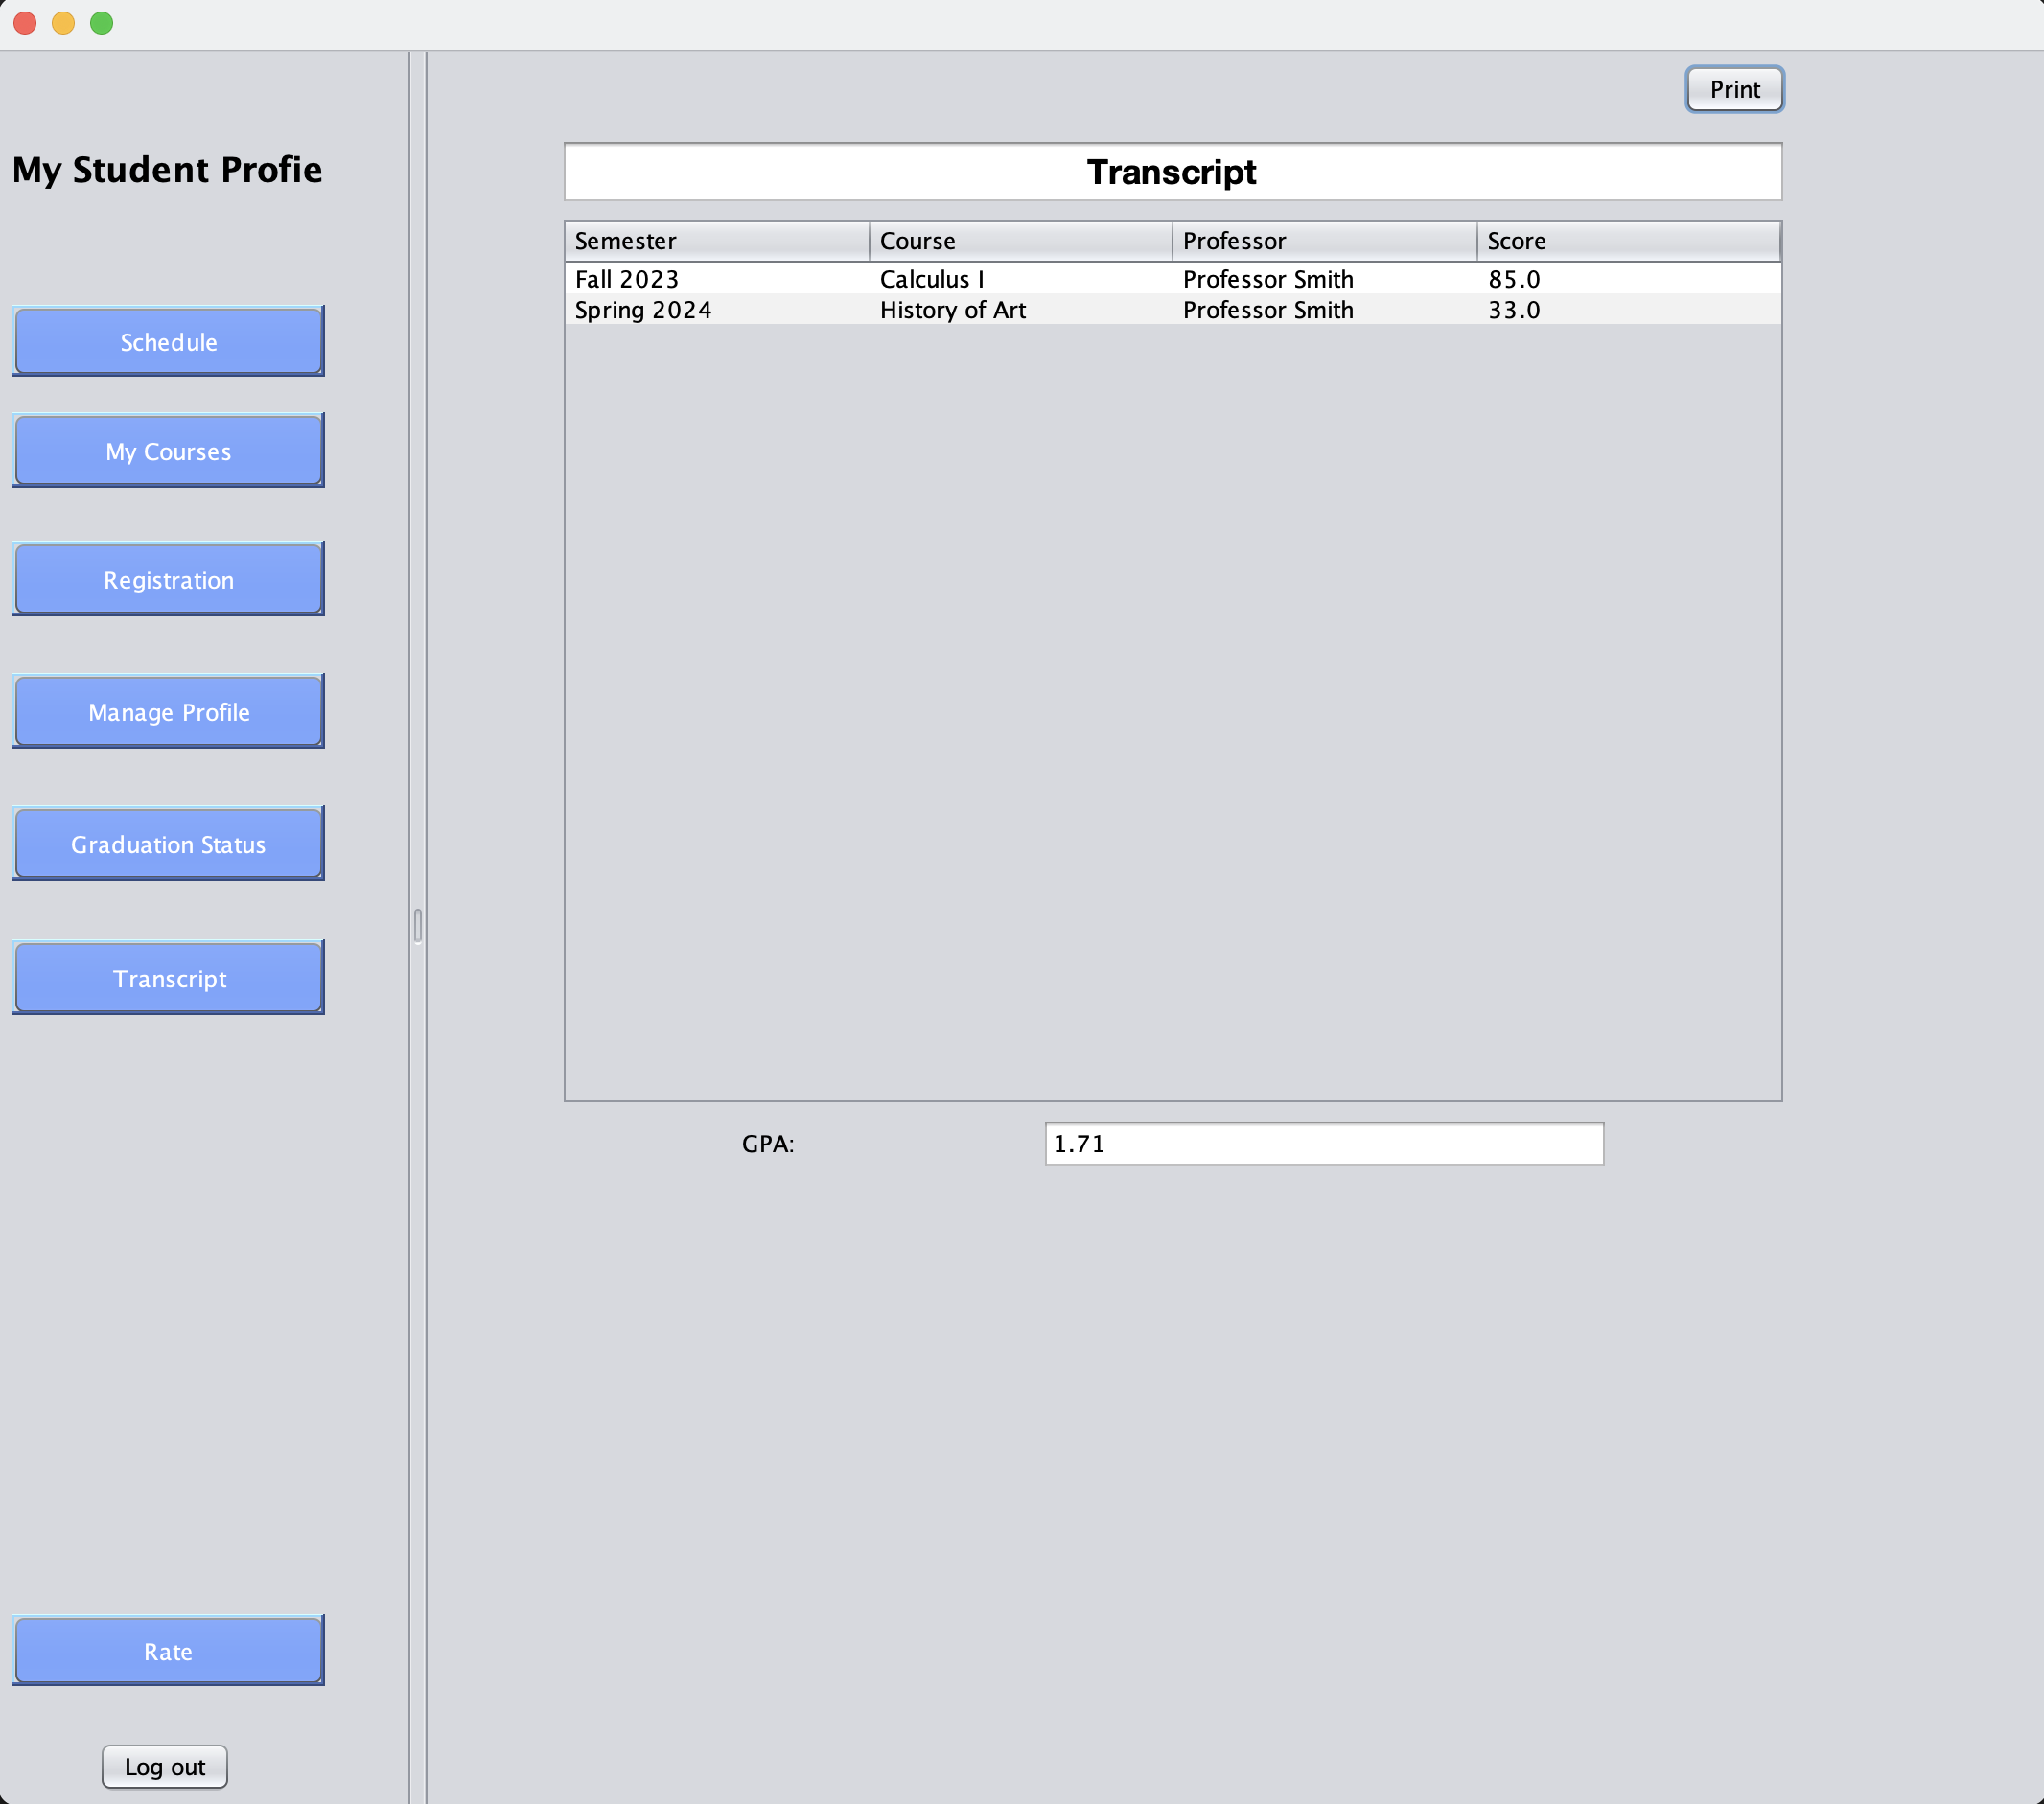 My Student Profie
Schedule
My Courses
Registration
Manage Profile
Graduation Status
Transcript
Rate
Log out
Print
Transcript
Semester Course Professor Score
Fall 2023 Calculus I Professor Smith 85.0
Spring 2024 History of Art Professor Smith 33.0
GPA: 1.71